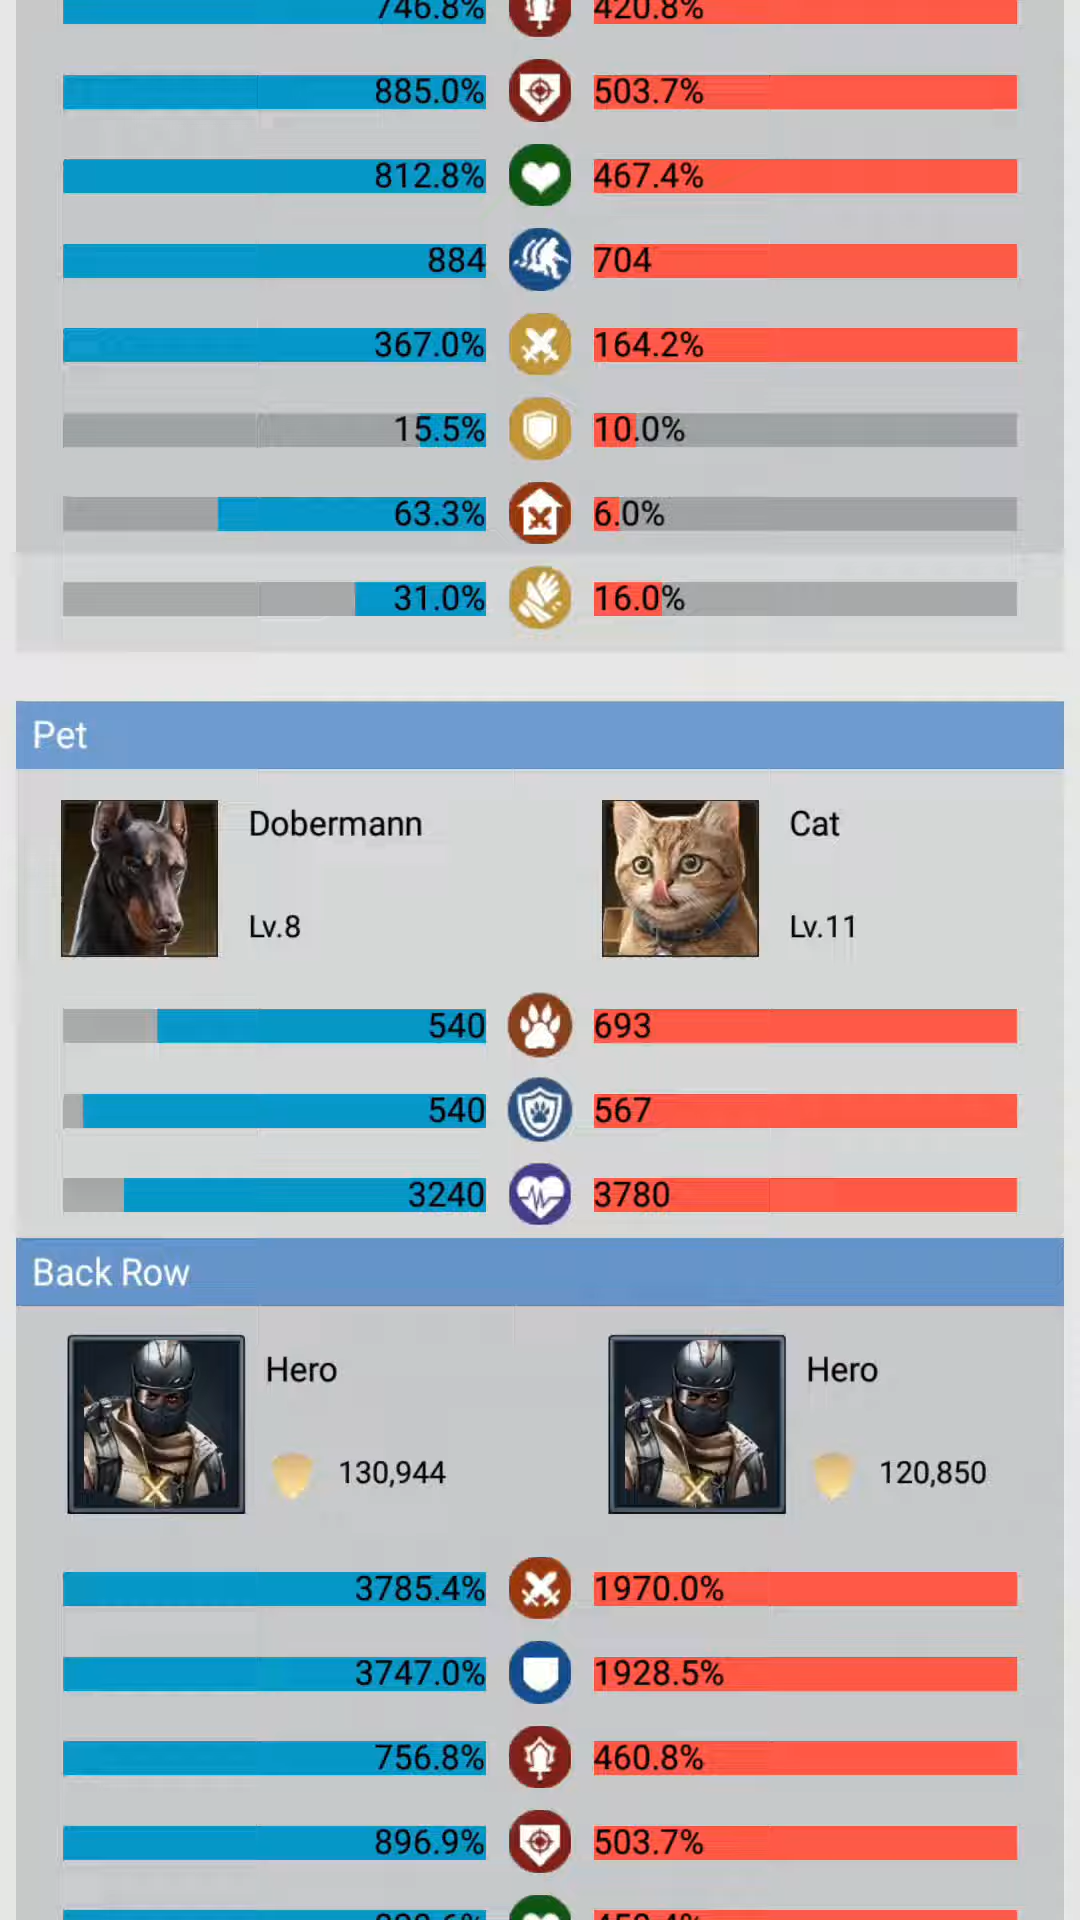 746.8% 420.8%
885.0% 503.7%
812.8% 467.4%
884 704
367.0% 164.2%
15.5% 10.0%
63.3% 6.0%
31.0% 16.0%
Pet
Dobermann Cat
Lv.8 Lv.11
540 693
540 567
3240 3780
Back Row
Hero Hero
X X
130,944 120,850
3785.4% 1970.0%
3747.0% 1928.5%
756.8% 460.8%
896.9% 503.7%